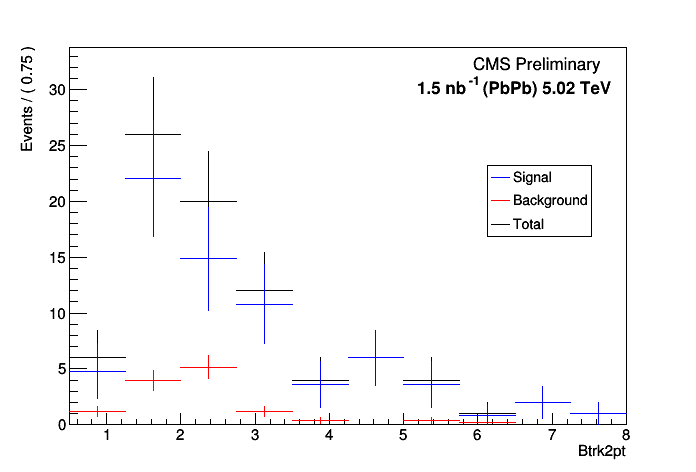 Events / ( 0.75 )
CMS Preliminary
1.5 nb⁻¹ (PbPb) 5.02 TeV
30
25
20
15
10
5
0
Signal
Background
Total
1 2 3 4 5 6 7 8
Btrk2pt